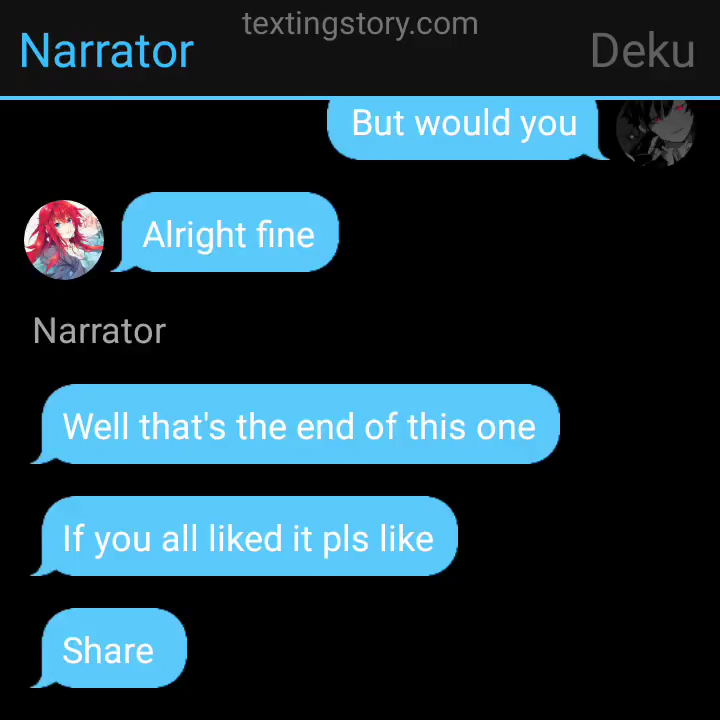 textingstory.com
Narrator
Deku
But would you
Alright fine
Narrator
Well that's the end of this one
If you all liked it pls like
Share